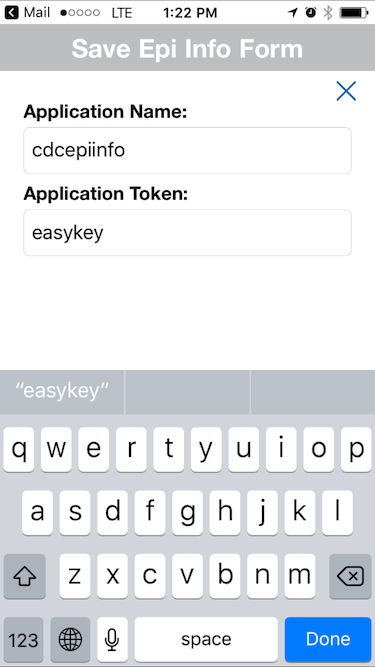 Mail LTE 1:22 PM
Save Epi Info Form
Application Name:
cdcepiinfo
Application Token:
easykey
“easykey”
q w e r t y u i o p
a s d f g h j k l
z x c v b n m
123 space Done